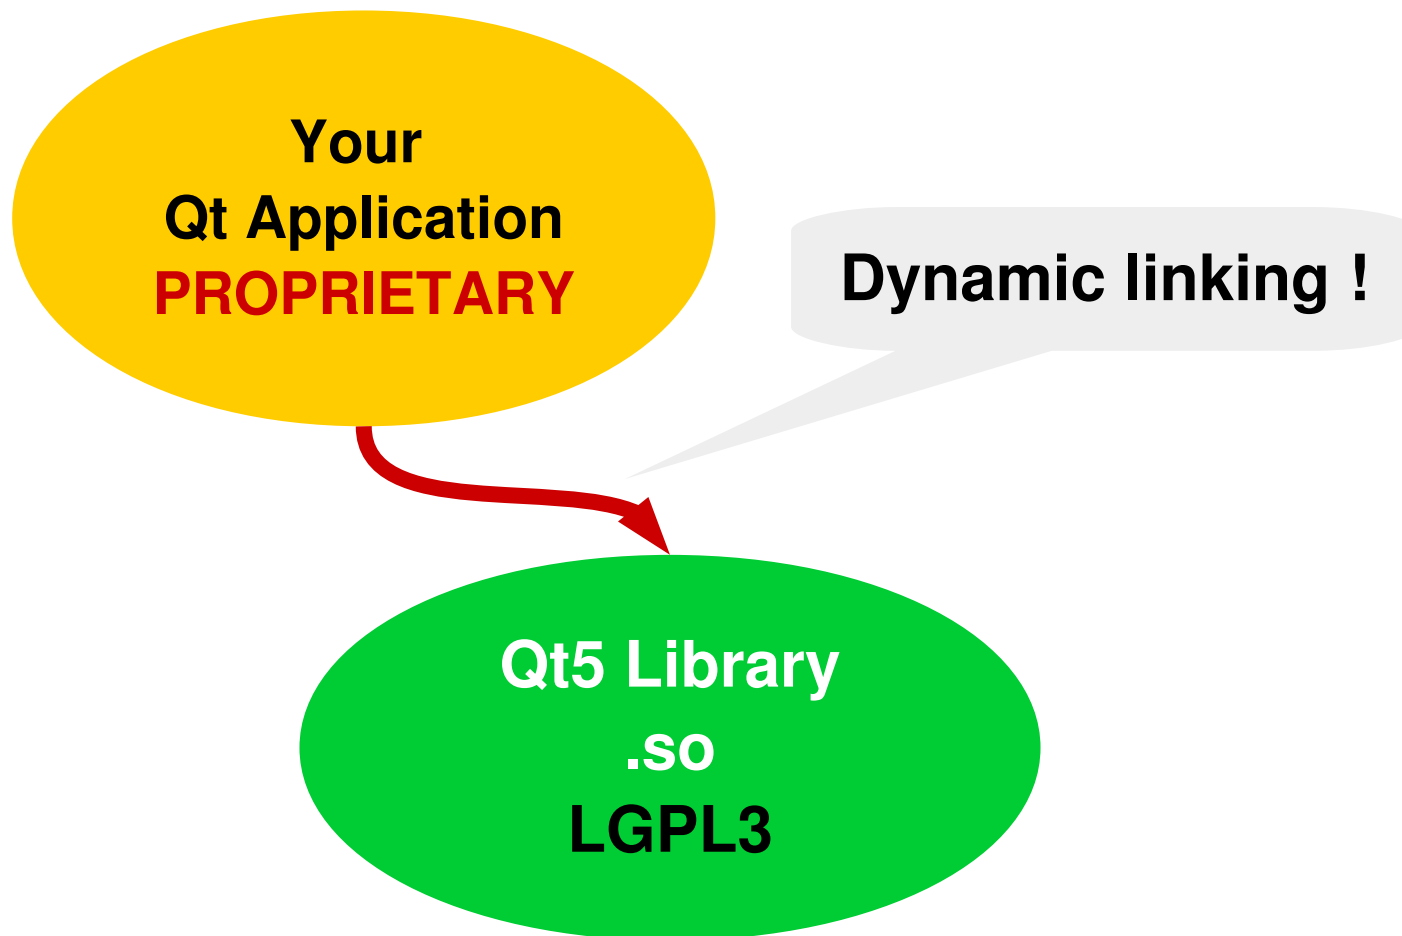 Your
Qt Application
PROPRIETARY
Dynamic linking !
Qt5 Library
.so
LGPL3